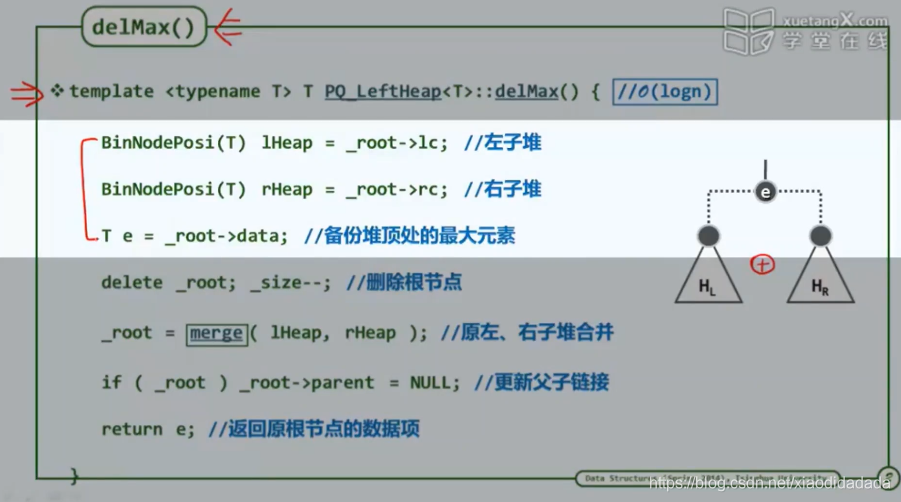 delMax()
xuetangX.com
学堂在线
❖ template <typename T> T PQ_LeftHeap<T>::delMax() { //O(logn)
BinNodePosi(T) lHeap = _root->lc; //左子堆
BinNodePosi(T) rHeap = _root->rc; //右子堆
T e = _root->data; //备份堆顶处的最大元素
delete _root; _size--; //删除根节点
_root = merge( lHeap, rHeap ); //原左、右子堆合并
if ( _root ) _root->parent = NULL; //更新父子链接
return e; //返回原根节点的数据项
}
e
HL
HR
Data Structures
https://blog.csdn.net/xiaodidadada